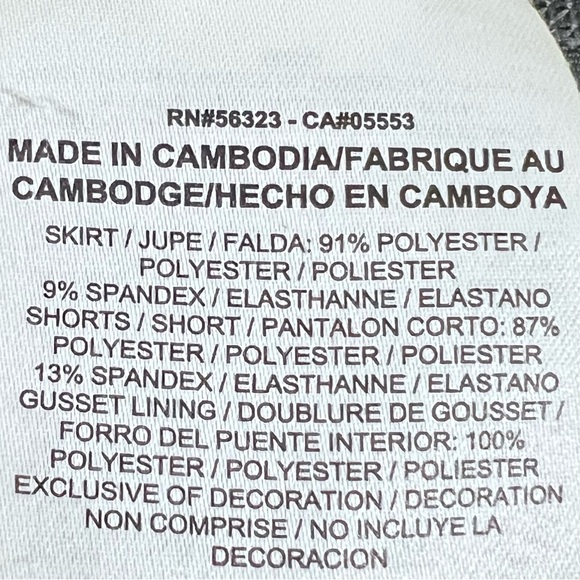 RN#56323 - CA#05553
MADE IN CAMBODIA/FABRIQUE AU
CAMBODGE/HECHO EN CAMBOYA
SKIRT / JUPE / FALDA: 91% POLYESTER /
POLYESTER / POLIESTER
9% SPANDEX / ELASTHANNE / ELASTANO
SHORTS / SHORT / PANTALON CORTO: 87%
POLYESTER / POLYESTER / POLIESTER
13% SPANDEX / ELASTHANNE / ELASTANO
GUSSET LINING / DOUBLURE DE GOUSSET /
FORRO DEL PUENTE INTERIOR: 100%
POLYESTER / POLYESTER / POLIESTER
EXCLUSIVE OF DECORATION / DECORATION
NON COMPRISE / NO INCLUYE LA
DECORACION